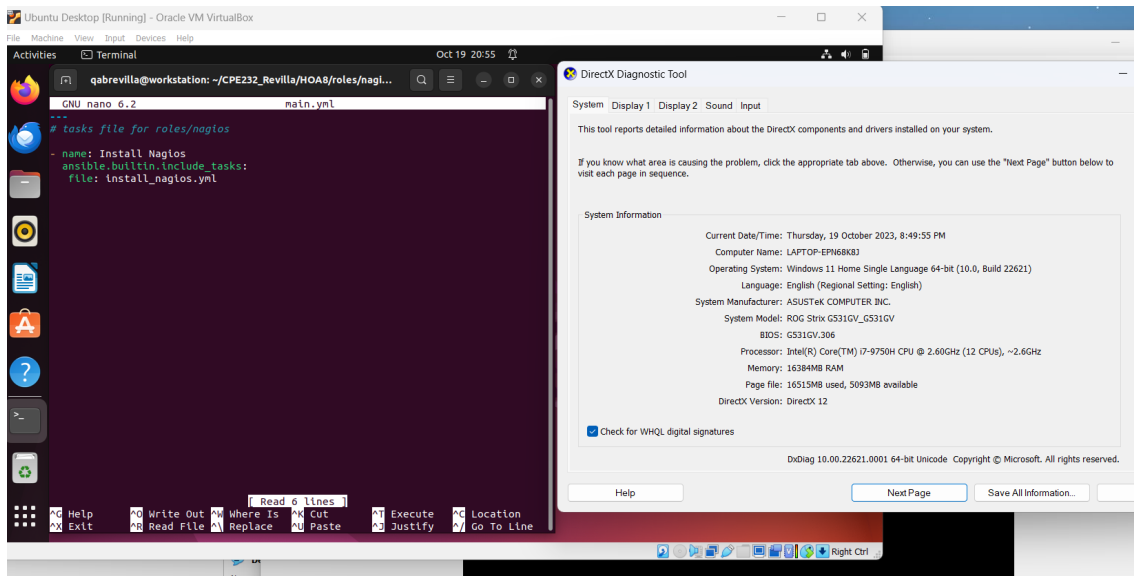 Ubuntu Desktop [Running] - Oracle VM VirtualBox
File Machine View Input Devices Help
Activities Terminal Oct 19 20:55
qabrevilla@workstation: ~/CPE232_Revilla/HOA8/roles/nagi...
GNU nano 6.2 main.yml
---
# tasks file for roles/nagios
- name: Install Nagios
ansible.builtin.include_tasks:
file: install_nagios.yml
[ Read 6 lines ]
^G Help ^O Write Out ^W Where Is ^K Cut ^T Execute ^C Location
^X Exit ^R Read File ^\ Replace ^U Paste ^J Justify ^/ Go To Line
Right Ctrl
DirectX Diagnostic Tool
System Display 1 Display 2 Sound Input
This tool reports detailed information about the DirectX components and drivers installed on your system.
If you know what area is causing the problem, click the appropriate tab above. Otherwise, you can use the "Next Page" button below to
visit each page in sequence.
System Information
Current Date/Time: Thursday, 19 October 2023, 8:49:55 PM
Computer Name: LAPTOP-EPN68K8J
Operating System: Windows 11 Home Single Language 64-bit (10.0, Build 22621)
Language: English (Regional Setting: English)
System Manufacturer: ASUSTeK COMPUTER INC.
System Model: ROG Strix G531GV_G531GV
BIOS: G531GV.306
Processor: Intel(R) Core(TM) i7-9750H CPU @ 2.60GHz (12 CPUs), ~2.6GHz
Memory: 16384MB RAM
Page file: 16515MB used, 5093MB available
DirectX Version: DirectX 12
Check for WHQL digital signatures
DxDiag 10.00.22621.0001 64-bit Unicode Copyright © Microsoft. All rights reserved.
Help Next Page Save All Information...